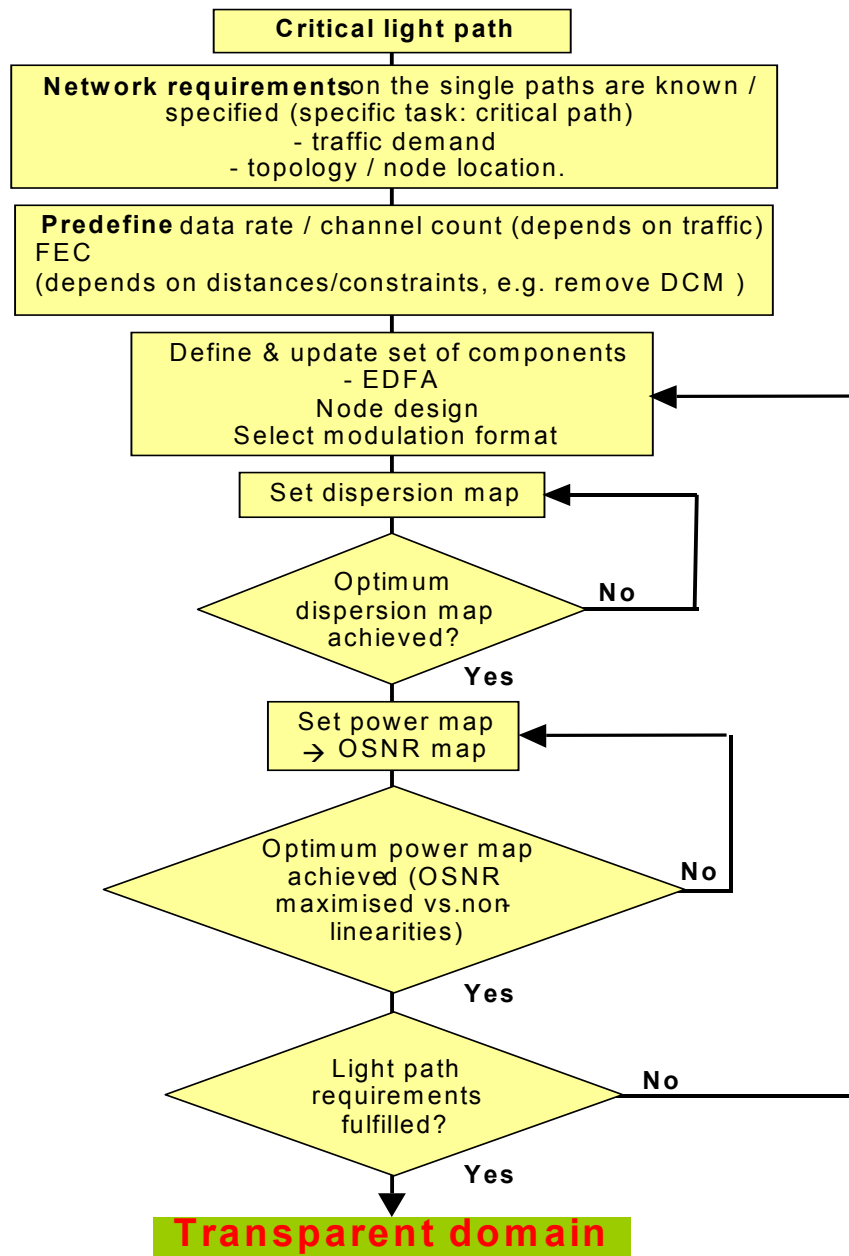 Critical light path
Network requirements on the single paths are known /
specified (specific task: critical path)
- traffic demand
- topology / node location.
Predefine data rate / channel count (depends on traffic)
FEC
(depends on distances/constraints, e.g. remove DCM )
Define & update set of components
- EDFA
Node design
Select modulation format
Set dispersion map
Optimum
dispersion map
achieved?
No
Yes
Set power map
→ OSNR map
Optimum power map
achieved (OSNR
maximised vs.non-
linearities)
No
Yes
Light path
requirements
fulfilled?
No
Yes
Transparent domain